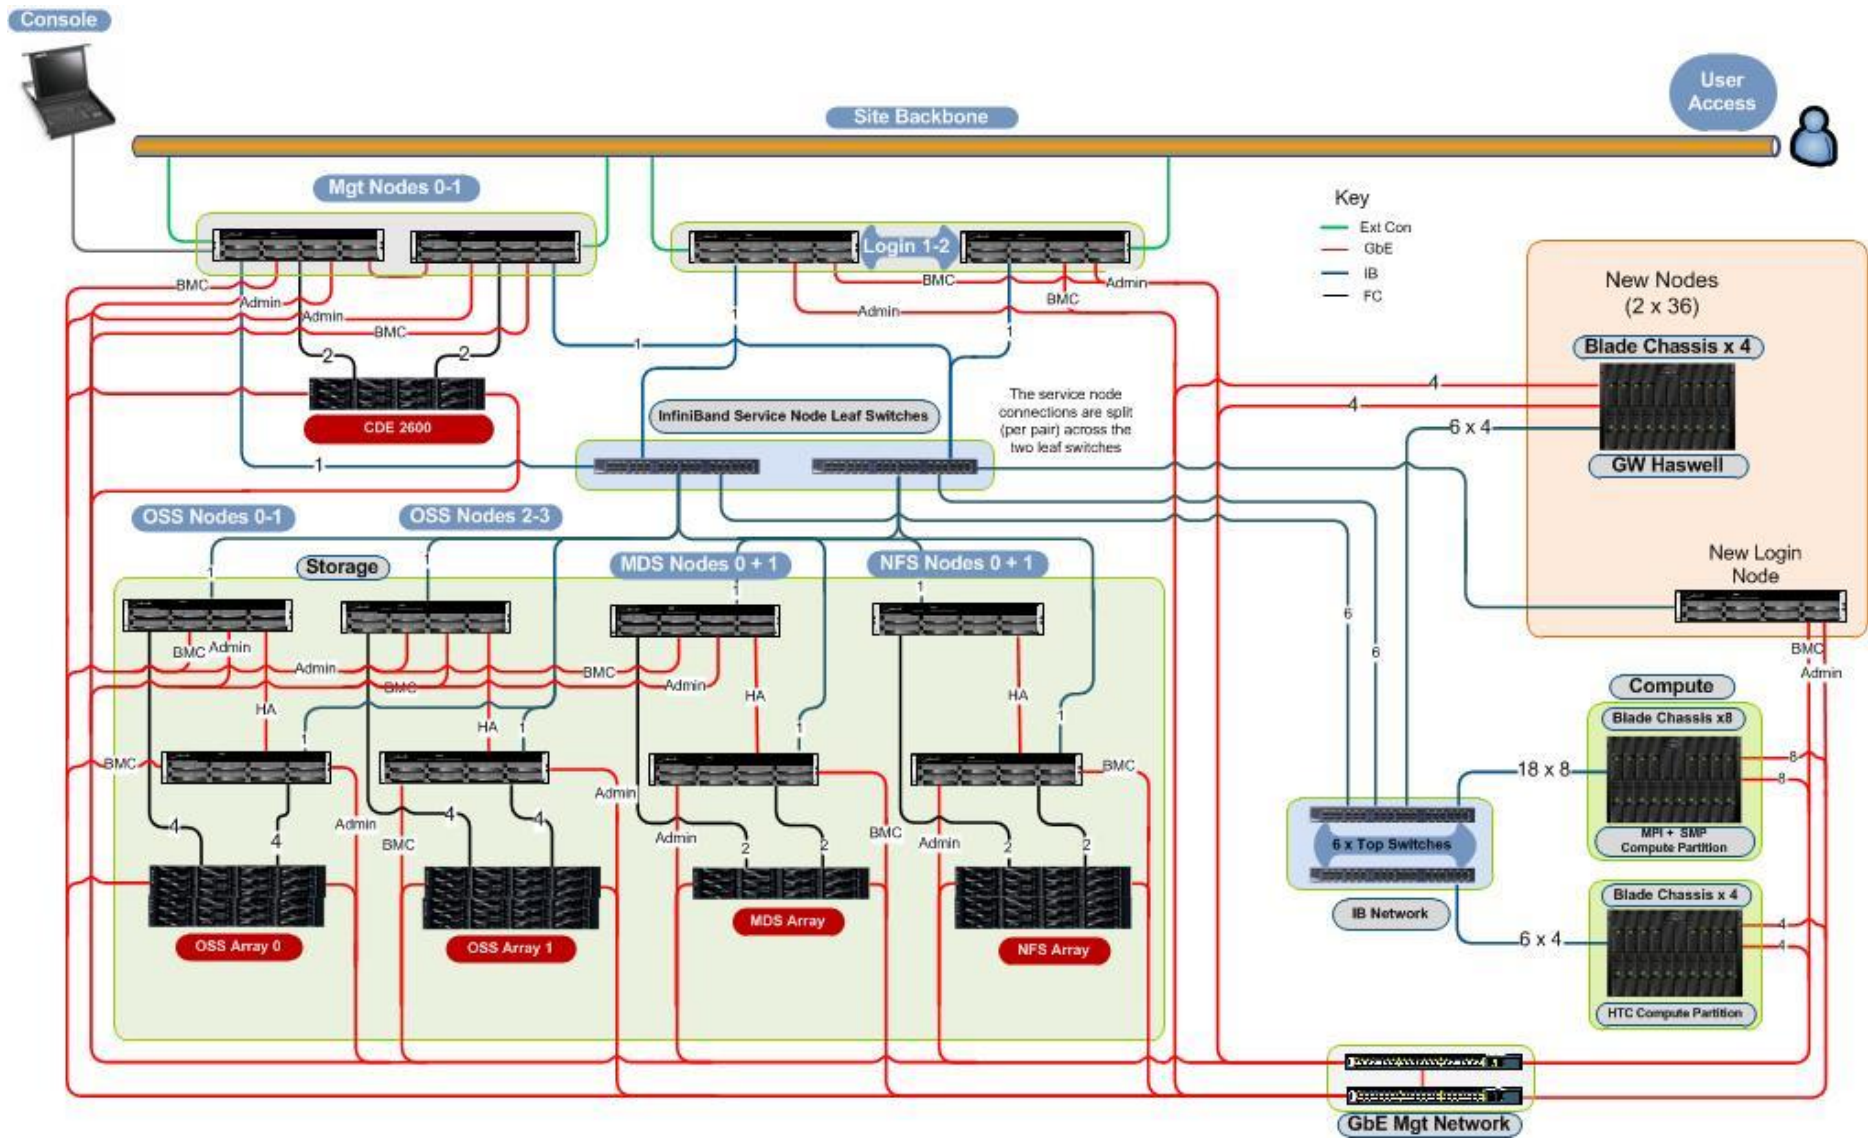 Console
User
Access
Site Backbone
Mgt Nodes 0-1
Login 1-2
Key
Ext Con
GbE
IB
FC
New Nodes
(2 x 36)
Blade Chassis x 4
GW Haswell
BMC
Admin
Admin
BMC
BMC
Admin
BMC
Admin
1
1
1
2
2
CDE 2600
InfiniBand Service Node Leaf Switches
The service node
connections are split
(per pair) across the
two leaf switches
4
4
6 x 4
1
OSS Nodes 0-1
OSS Nodes 2-3
MDS Nodes 0 + 1
NFS Nodes 0 + 1
Storage
New Login
Node
1
1
1
1
6
6
BMC
Admin
BMC
Admin
Admin
BMC
BMC
Admin
HA
HA
HA
HA
1
1
1
1
Compute
Blade Chassis x8
8
8
18 x 8
MPI + SMP
Compute Partition
BMC
Admin
Admin
BMC
BMC
Admin
BMC
Admin
4
4
4
4
2
2
2
2
6 x Top Switches
IB Network
OSS Array 0
OSS Array 1
MDS Array
NFS Array
Blade Chassis x 4
4
4
6 x 4
HTC Compute Partition
GbE Mgt Network